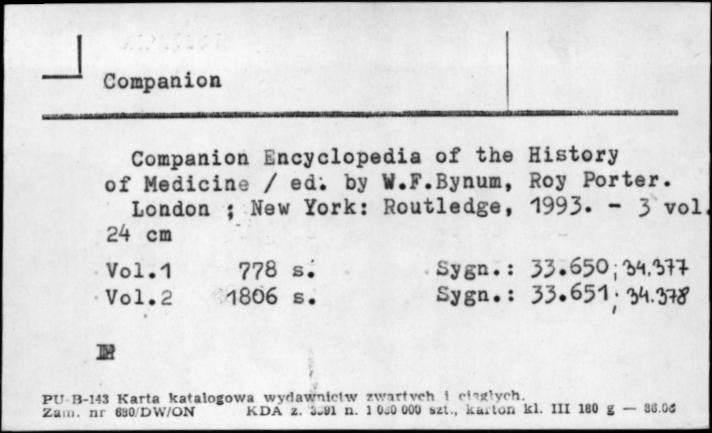 Companion
Companion Encyclopedia of the History
of Medicine / ed. by W.F.Bynum, Roy Porter.
London ; New York: Routledge, 1993. - 3 vol.
24 cm
Vol.1 778 s. Sygn.: 33.650; 34.377
Vol.2 1806 s. Sygn.: 33.651; 34.378
PU-B-143 Karta katalogowa wydawnictw zwartych i ciągłych.
Zam. nr 680/DW/ON KDA z. n. 1 000 000 szt., karton kl. III 180 g —